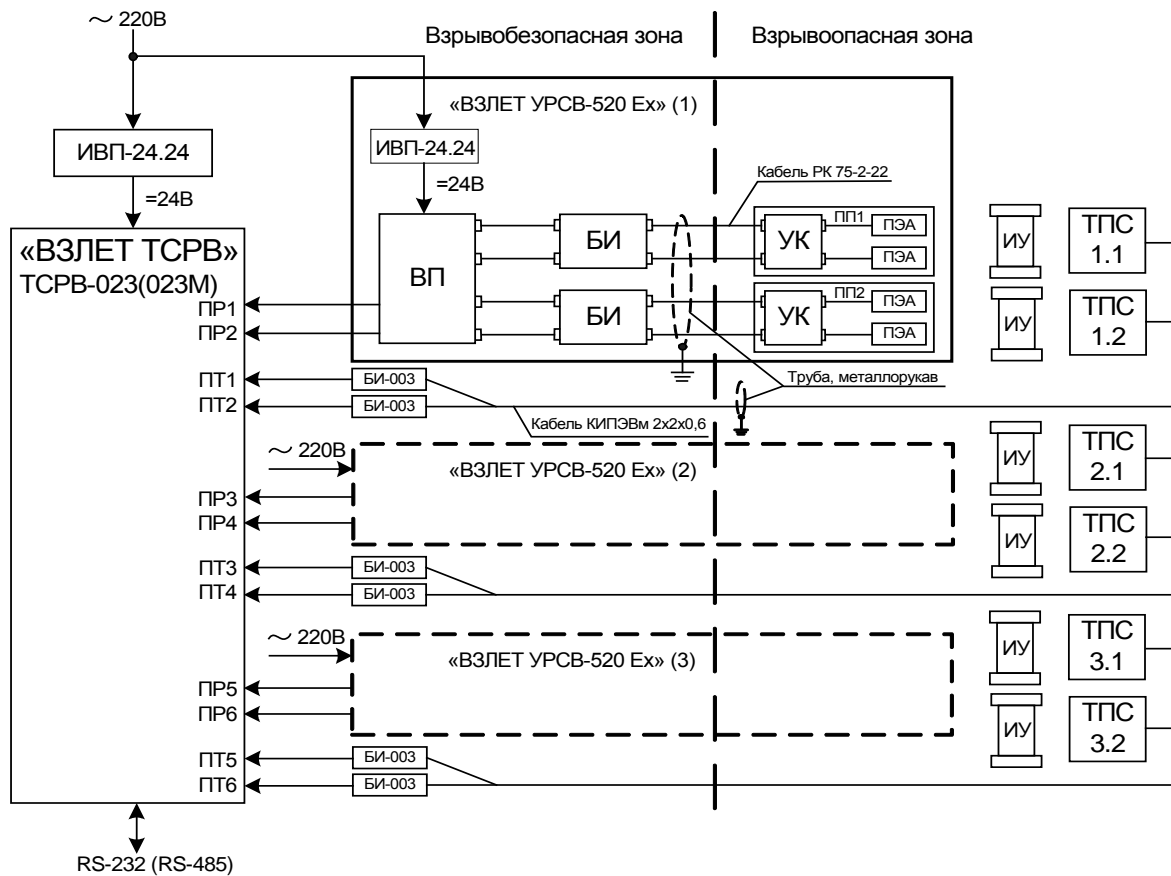 ~ 220В
Взрывобезопасная зона
Взрывоопасная зона
«ВЗЛЕТ УРСВ-520 Ех» (1)
ИВП-24.24
ИВП-24.24
=24В
=24В
Кабель РК 75-2-22
«ВЗЛЕТ ТСРВ»
ТСРВ-023(023М)
ВП
БИ
БИ
УК
ПП1
ПЭА
ПЭА
УК
ПП2
ПЭА
ПЭА
ИУ
ТПС
1.1
ИУ
ТПС
1.2
ПР1
ПР2
Труба, металлорукав
ПТ1
БИ-003
ПТ2
БИ-003
Кабель КИПЭВм 2х2х0,6
~ 220В
«ВЗЛЕТ УРСВ-520 Ех» (2)
ПР3
ПР4
ИУ
ТПС
2.1
ИУ
ТПС
2.2
ПТ3
БИ-003
ПТ4
БИ-003
~ 220В
«ВЗЛЕТ УРСВ-520 Ех» (3)
ПР5
ПР6
ИУ
ТПС
3.1
ИУ
ТПС
3.2
ПТ5
БИ-003
ПТ6
БИ-003
RS-232 (RS-485)